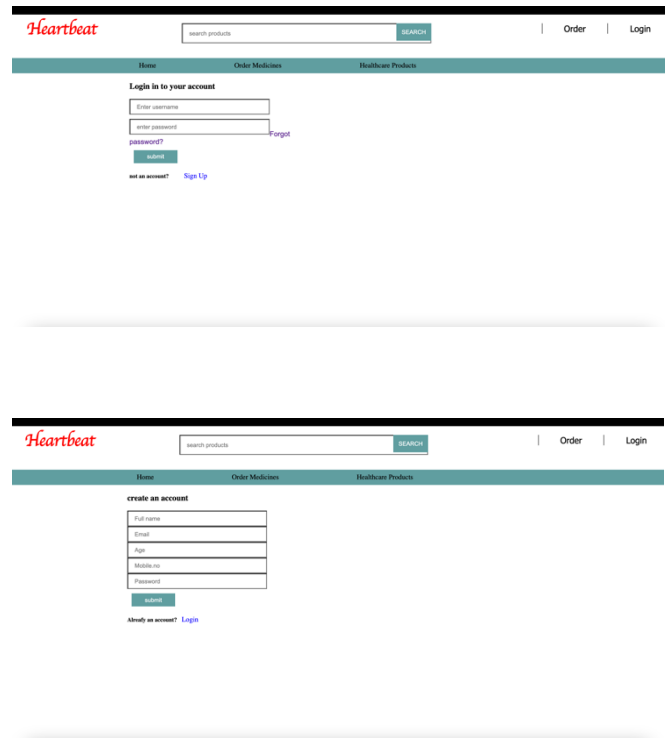 Heartbeat
search products SEARCH
Order Login
Home Order Medicines Healthcare Products
Login in to your account
Enter username
enter password
Forgot
password?
submit
not an account? Sign Up
Heartbeat
search products SEARCH
Order Login
Home Order Medicines Healthcare Products
create an account
Full name
Email
Age
Mobile.no
Password
submit
Already an account? Login